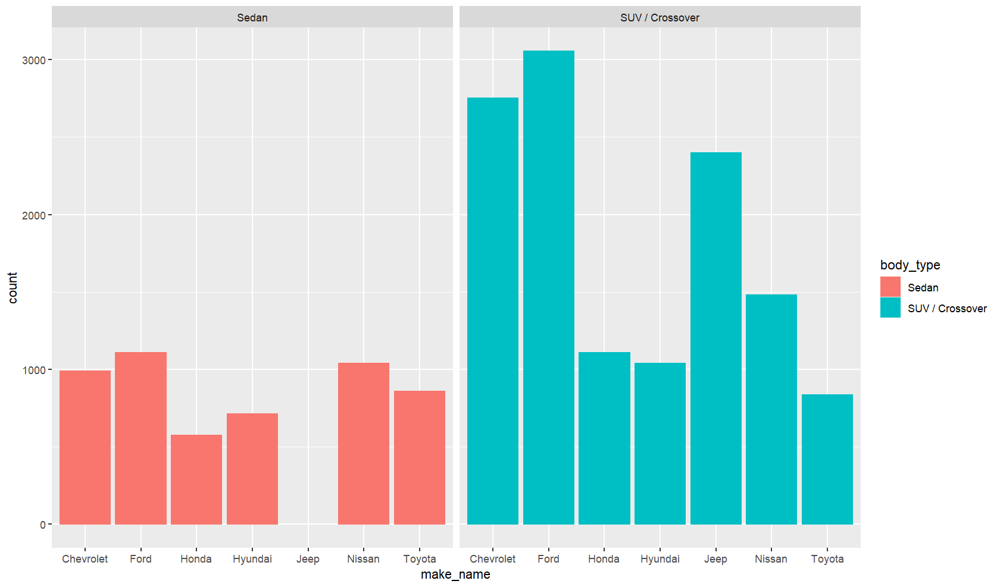 Sedan
SUV / Crossover
3000
2000
1000
0
count
Chevrolet Ford Honda Hyundai Jeep Nissan Toyota
Chevrolet Ford Honda Hyundai Jeep Nissan Toyota
make_name
body_type
Sedan
SUV / Crossover